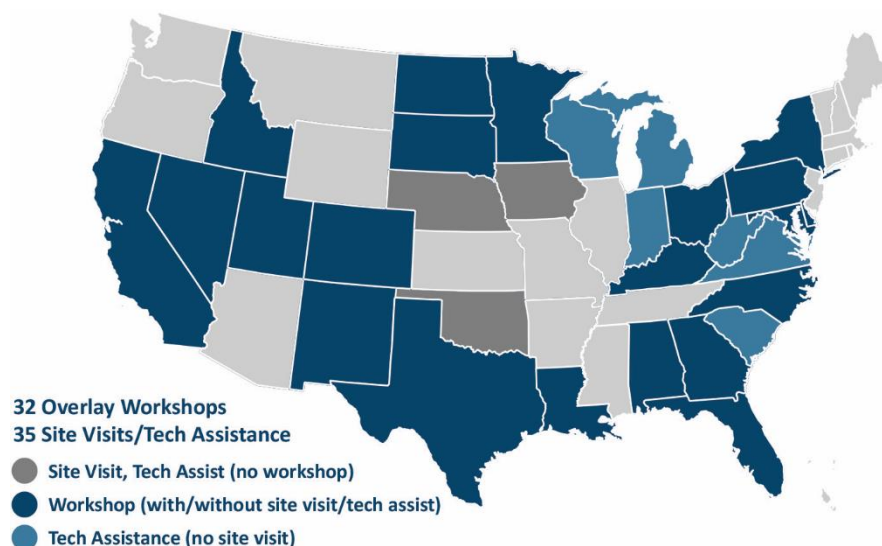 32 Overlay Workshops
35 Site Visits/Tech Assistance
Site Visit, Tech Assist (no workshop)
Workshop (with/without site visit/tech assist)
Tech Assistance (no site visit)